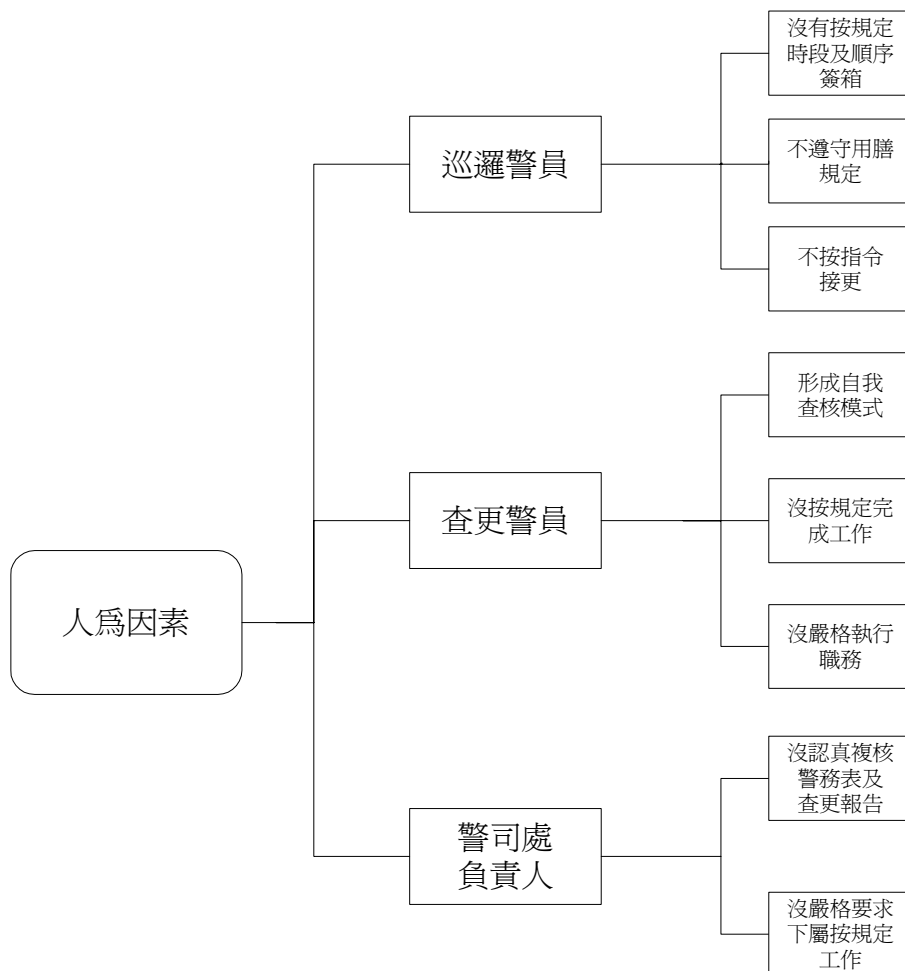 人爲因素
巡邏警員
沒有按規定
時段及順序
簽箱
不遵守用膳
規定
不按指令
接更
查更警員
形成自我
查核模式
沒按規定完
成工作
沒嚴格執行
職務
警司處
負責人
沒認真複核
警務表及
查更報告
沒嚴格要求
下屬按規定
工作